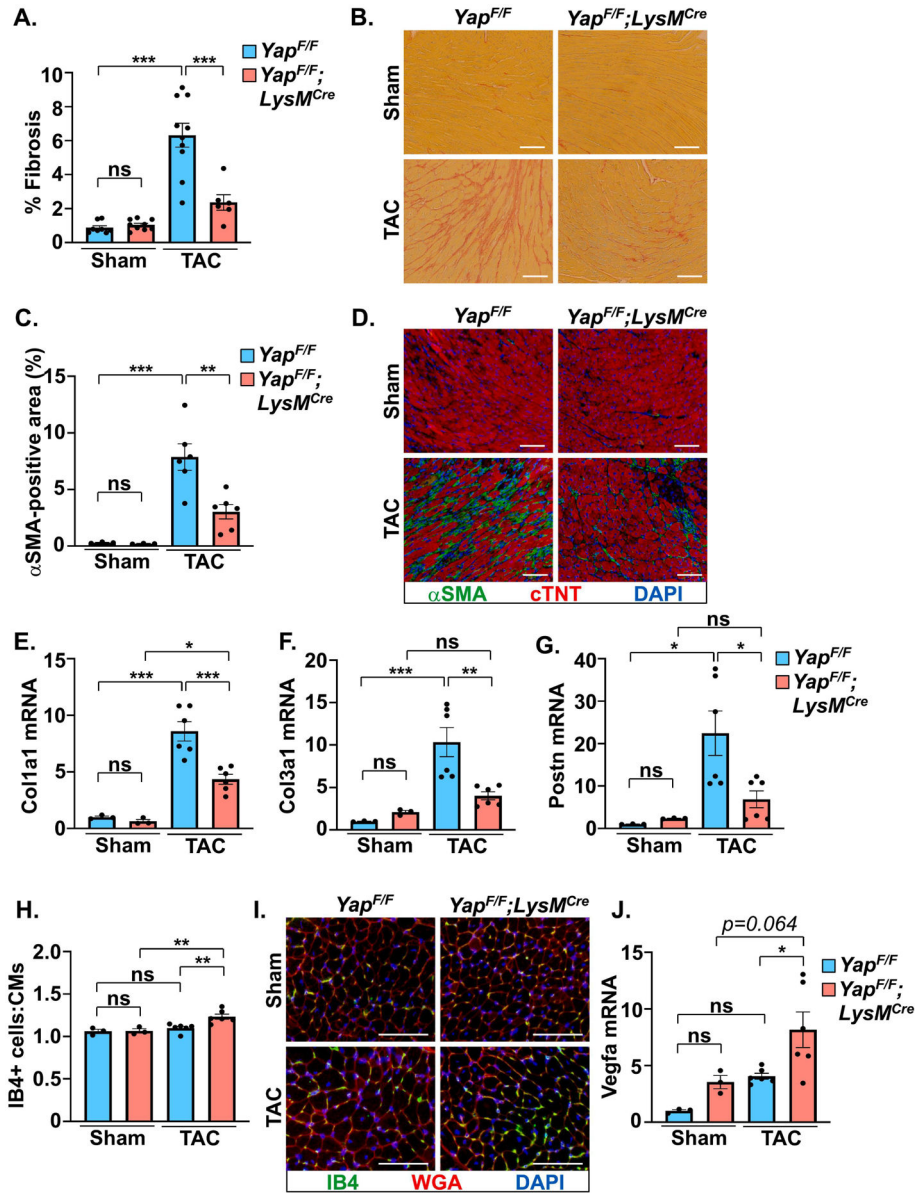 A.
Yap^F/F
Yap^F/F;
LysM^Cre
% Fibrosis
10
8
6
4
2
0
***
***
ns
Sham TAC
B.
Yap^F/F Yap^F/F;LysM^Cre
Sham
TAC
C.
Yap^F/F
Yap^F/F;
LysM^Cre
αSMA-positive area (%)
15
10
5
0
***
**
ns
Sham TAC
D.
Yap^F/F Yap^F/F;LysM^Cre
Sham
TAC
αSMA cTNT DAPI
E.
Col1a1 mRNA
15
10
5
0
*
***
***
ns
Sham TAC
F.
Col3a1 mRNA
20
15
10
5
0
ns
***
**
ns
Sham TAC
G.
Yap^F/F
Yap^F/F;
LysM^Cre
Postn mRNA
40
30
20
10
0
ns
*
*
ns
Sham TAC
H.
IB4+ cells:CMs
2.0
1.5
1.0
0.5
0.0
**
ns
**
ns
Sham TAC
I.
Yap^F/F Yap^F/F;LysM^Cre
Sham
TAC
IB4 WGA DAPI
J.
Yap^F/F
Yap^F/F;
LysM^Cre
Vegfa mRNA
15
10
5
0
p=0.064
*
ns
ns
Sham TAC